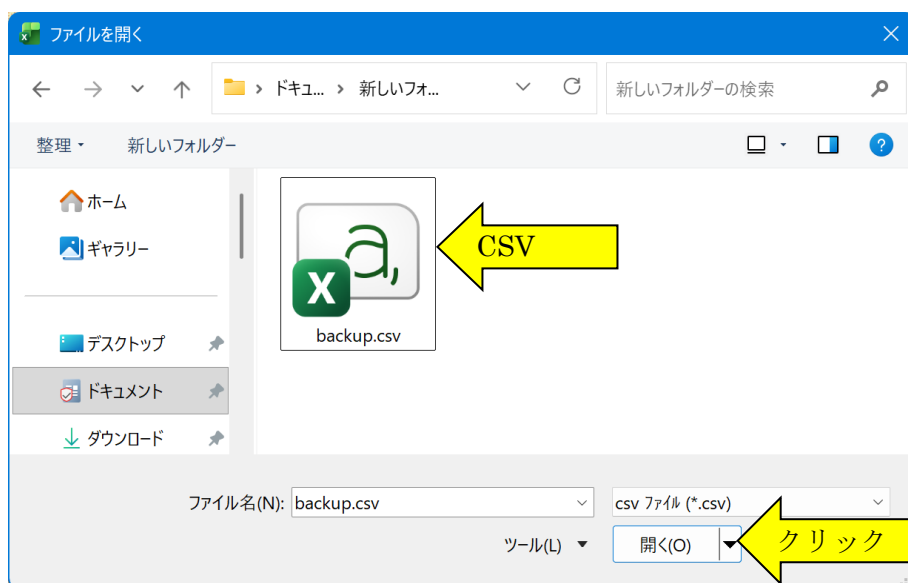 ファイルを開く
ドキュ... › 新しいフォ...
新しいフォルダーの検索
整理
新しいフォルダー
?
ホーム
ギャラリー
デスクトップ
ドキュメント
ダウンロード
a,
X
backup.csv
CSV
ファイル名(N): backup.csv
csv ﾌｧｲﾙ (*.csv)
ツール(L)
開く(O)
クリック